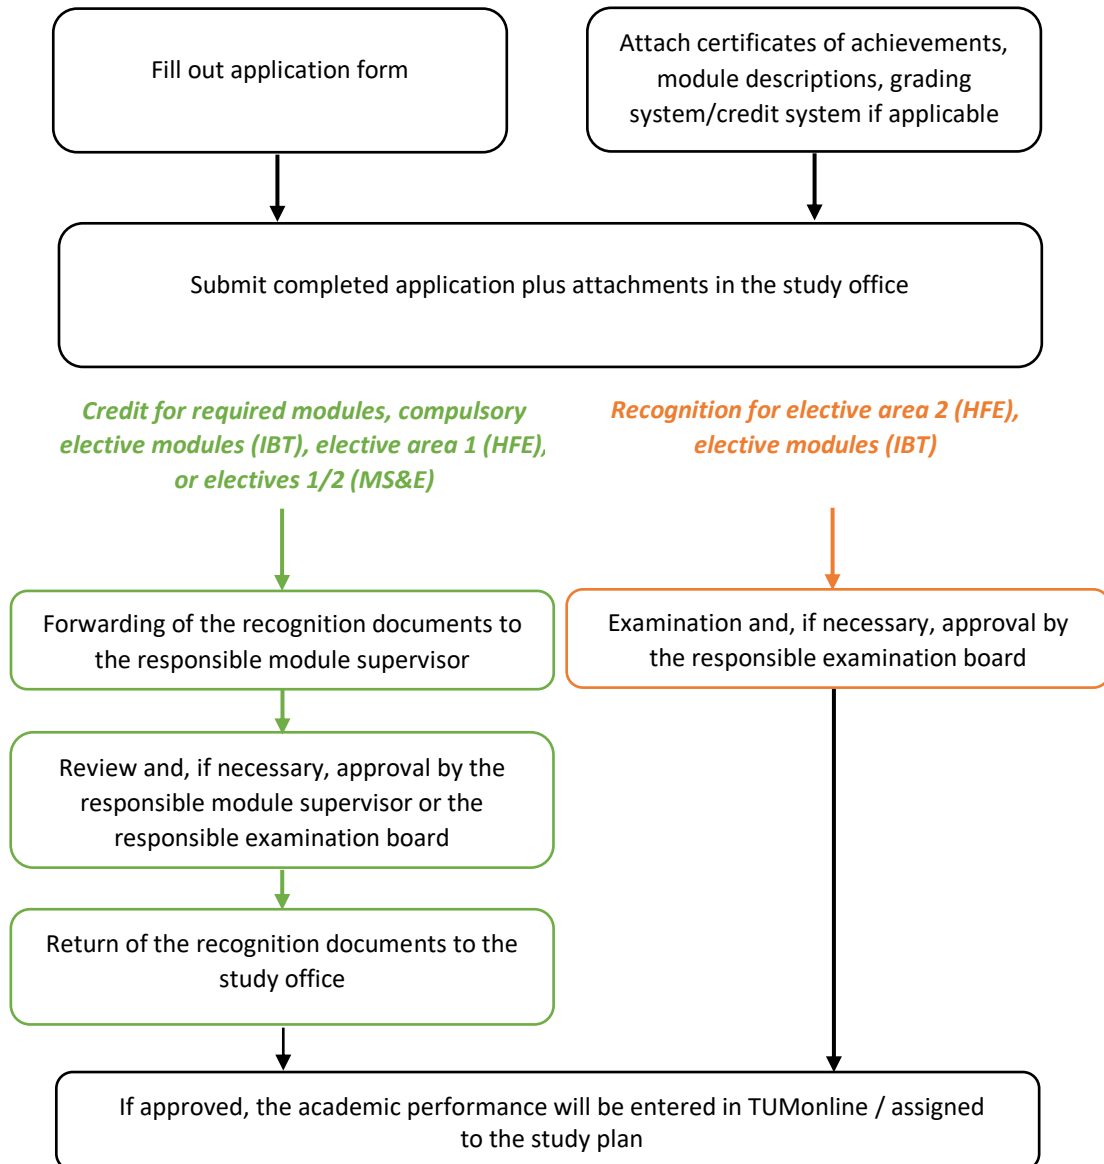 Fill out application form
Attach certificates of achievements,
module descriptions, grading
system/credit system if applicable
Submit completed application plus attachments in the study office
Credit for required modules, compulsory
elective modules (IBT), elective area 1 (HFE),
or electives 1/2 (MS&E)
Recognition for elective area 2 (HFE),
elective modules (IBT)
Forwarding of the recognition documents to
the responsible module supervisor
Examination and, if necessary, approval by
the responsible examination board
Review and, if necessary, approval by the
responsible module supervisor or the
responsible examination board
Return of the recognition documents to the
study office
If approved, the academic performance will be entered in TUMonline / assigned
to the study plan